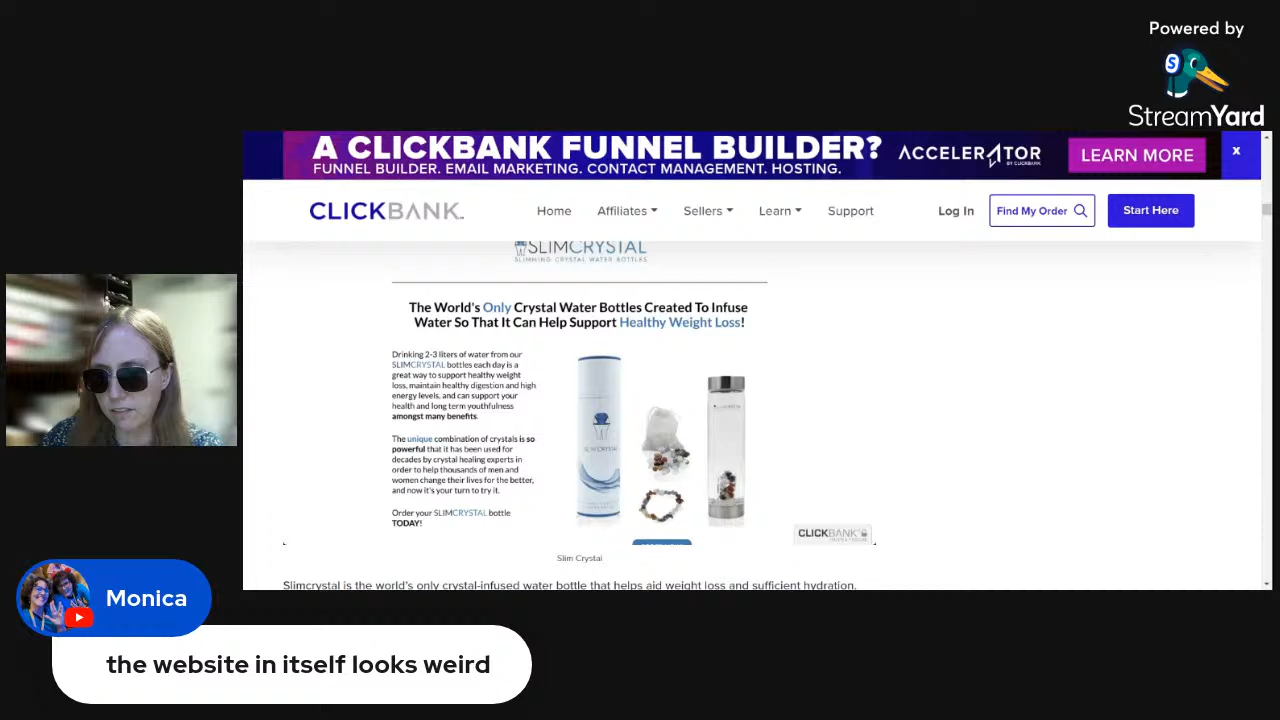 Powered by
StreamYard
A CLICKBANK FUNNEL BUILDER?
FUNNEL BUILDER. EMAIL MARKETING. CONTACT MANAGEMENT. HOSTING.
ACCELERATOR
BY CLICKBANK
LEARN MORE
x
CLICKBANK
Home
Affiliates
Sellers
Learn
Support
Log In
Find My Order
Start Here
SLIMCRYSTAL
SLIMMING CRYSTAL WATER BOTTLES
The World's Only Crystal Water Bottles Created To Infuse
Water So That It Can Help Support Healthy Weight Loss!
Drinking 2-3 liters of water from our
SLIMCRYSTAL bottles each day is a
great way to support healthy weight
loss, maintain healthy digestion and high
energy levels, and can support your
health and long term youthfulness
amongst many benefits.
The unique combination of crystals is so
powerful that it has been used for
decades by crystal healing experts in
order to help thousands of men and
women change their lives for the better,
and now it's your turn to try it.
Order your SLIMCRYSTAL bottle
TODAY!
SLIMCRYSTAL
CLICKBANK
Slim Crystal
Slimcrystal is the world's only crystal-infused water bottle that helps aid weight loss and sufficient hydration.
Monica
the website in itself looks weird